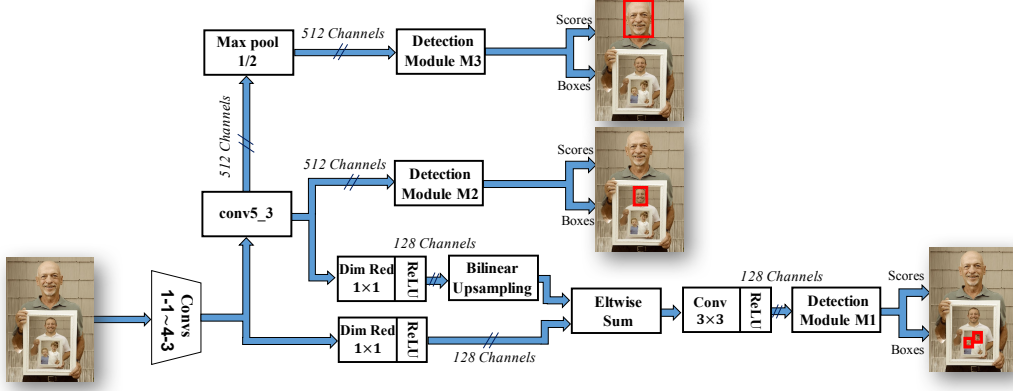 512 Channels
Scores
Max pool
1/2
Detection
Module M3
Boxes
512 Channels
512 Channels
Scores
conv5_3
Detection
Module M2
Boxes
128 Channels
Dim Red
1×1
ReLU
Bilinear
Upsampling
Convs
1-1~4-3
Dim Red
1×1
ReLU
128 Channels
Eltwise
Sum
Conv
3×3
ReLU
128 Channels
Detection
Module M1
Scores
Boxes